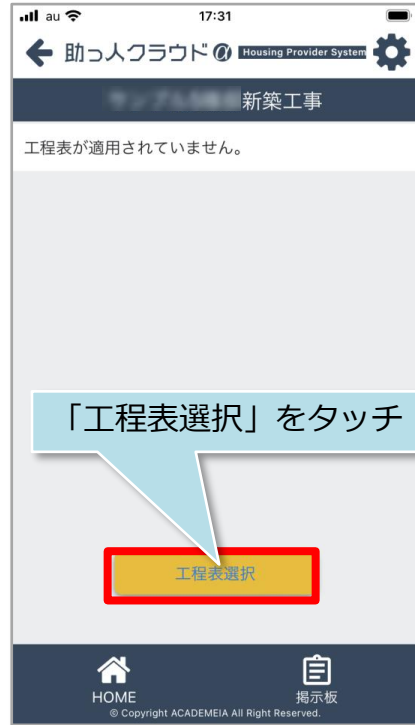 au 17:31
助っ人クラウドα Housing Provider System
新築工事
工程表が適用されていません。
「工程表選択」をタッチ
工程表選択
HOME 掲示板
© Copyright ACADEMEIA All Right Reserved.